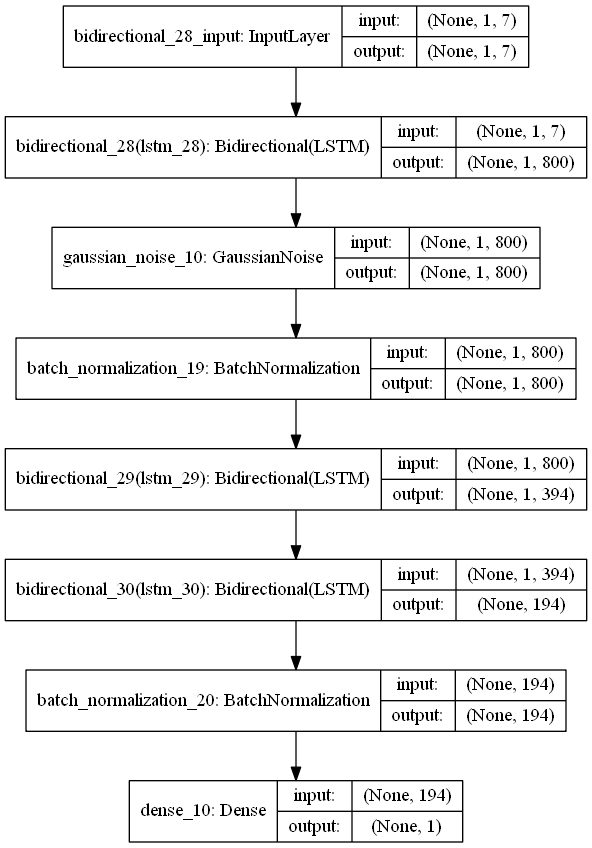 bidirectional_28_input: InputLayer
input: (None, 1, 7)
output: (None, 1, 7)
bidirectional_28(lstm_28): Bidirectional(LSTM)
input: (None, 1, 7)
output: (None, 1, 800)
gaussian_noise_10: GaussianNoise
input: (None, 1, 800)
output: (None, 1, 800)
batch_normalization_19: BatchNormalization
input: (None, 1, 800)
output: (None, 1, 800)
bidirectional_29(lstm_29): Bidirectional(LSTM)
input: (None, 1, 800)
output: (None, 1, 394)
bidirectional_30(lstm_30): Bidirectional(LSTM)
input: (None, 1, 394)
output: (None, 194)
batch_normalization_20: BatchNormalization
input: (None, 194)
output: (None, 194)
dense_10: Dense
input: (None, 194)
output: (None, 1)